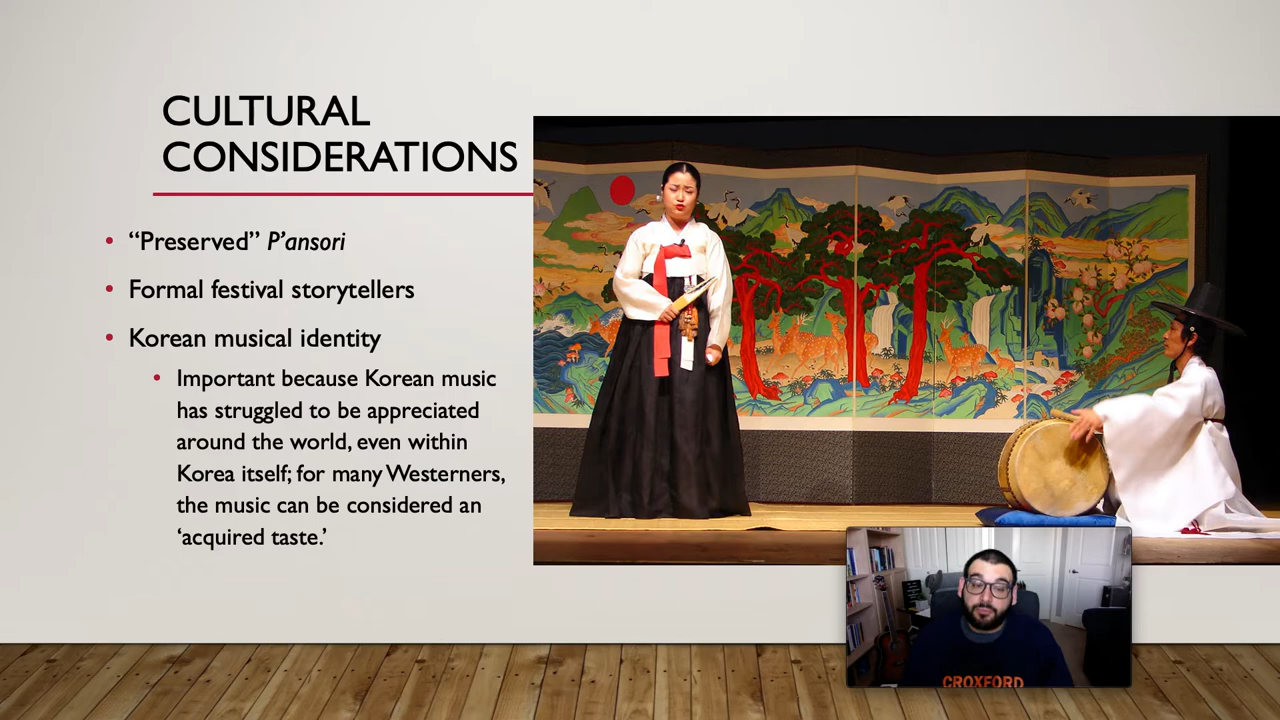 CULTURAL
CONSIDERATIONS
• “Preserved” P’ansori
• Formal festival storytellers
• Korean musical identity
• Important because Korean music
has struggled to be appreciated
around the world, even within
Korea itself; for many Westerners,
the music can be considered an
‘acquired taste.’
CROXFORD